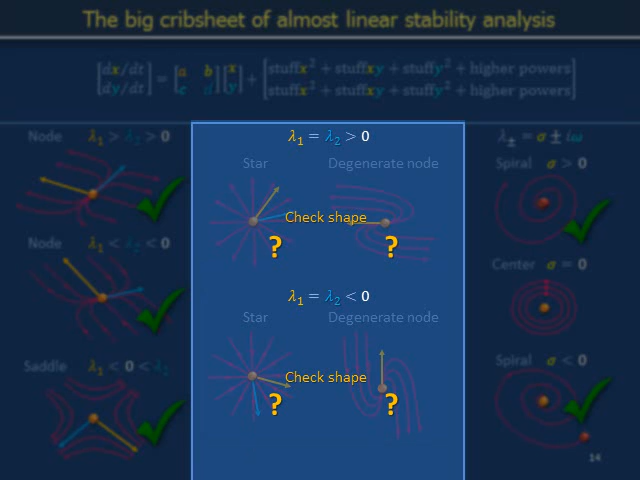 The big cribsheet of almost linear stability analysis
[dx/dt] = [a b] [x] + [stuffx² + stuffxy + stuffy² + higher powers]
[dy/dt] [c d] [y] [stuffx² + stuffxy + stuffy² + higher powers]
Node λ₁ > λ₂ > 0
Node λ₁ < λ₂ < 0
Saddle λ₁ < 0 < λ₂
λ₁ = λ₂ > 0
Star Degenerate node
Check shape
? ?
λ₁ = λ₂ < 0
Star Degenerate node
Check shape
? ?
λ± = σ ± iω
Spiral σ > 0
Center σ = 0
Spiral σ < 0
14